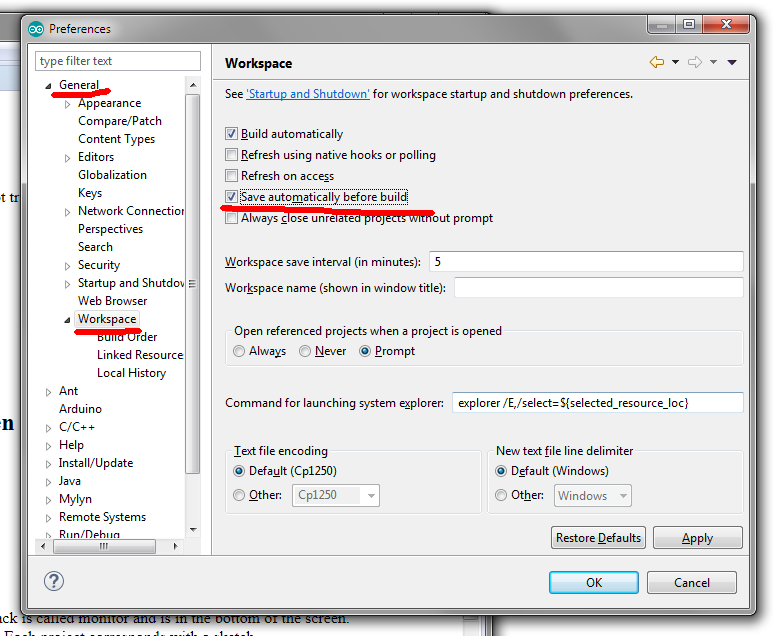 Preferences
type filter text
General
Appearance
Compare/Patch
Content Types
Editors
Globalization
Keys
Network Connection
Perspectives
Search
Security
Startup and Shutdow
Web Browser
Workspace
Build Order
Linked Resource
Local History
Ant
Arduino
C/C++
Help
Install/Update
Java
Mylyn
Remote Systems
Run/Debug
Workspace
See 'Startup and Shutdown' for workspace startup and shutdown preferences.
Build automatically
Refresh using native hooks or polling
Refresh on access
Save automatically before build
Always close unrelated projects without prompt
Workspace save interval (in minutes): 5
Workspace name (shown in window title):
Open referenced projects when a project is opened
Always Never Prompt
Command for launching system explorer: explorer /E,/select=${selected_resource_loc}
Text file encoding
Default (Cp1250)
Other: Cp1250
New text file line delimiter
Default (Windows)
Other: Windows
Restore Defaults Apply
OK Cancel
ot tr
en
ack is called monitor and is in the bottom of the screen.